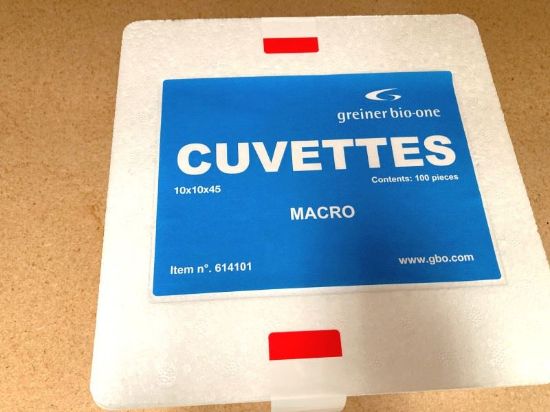 greiner bio-one
CUVETTES
10x10x45
Contents: 100 pieces
MACRO
Item n°. 614101
www.gbo.com